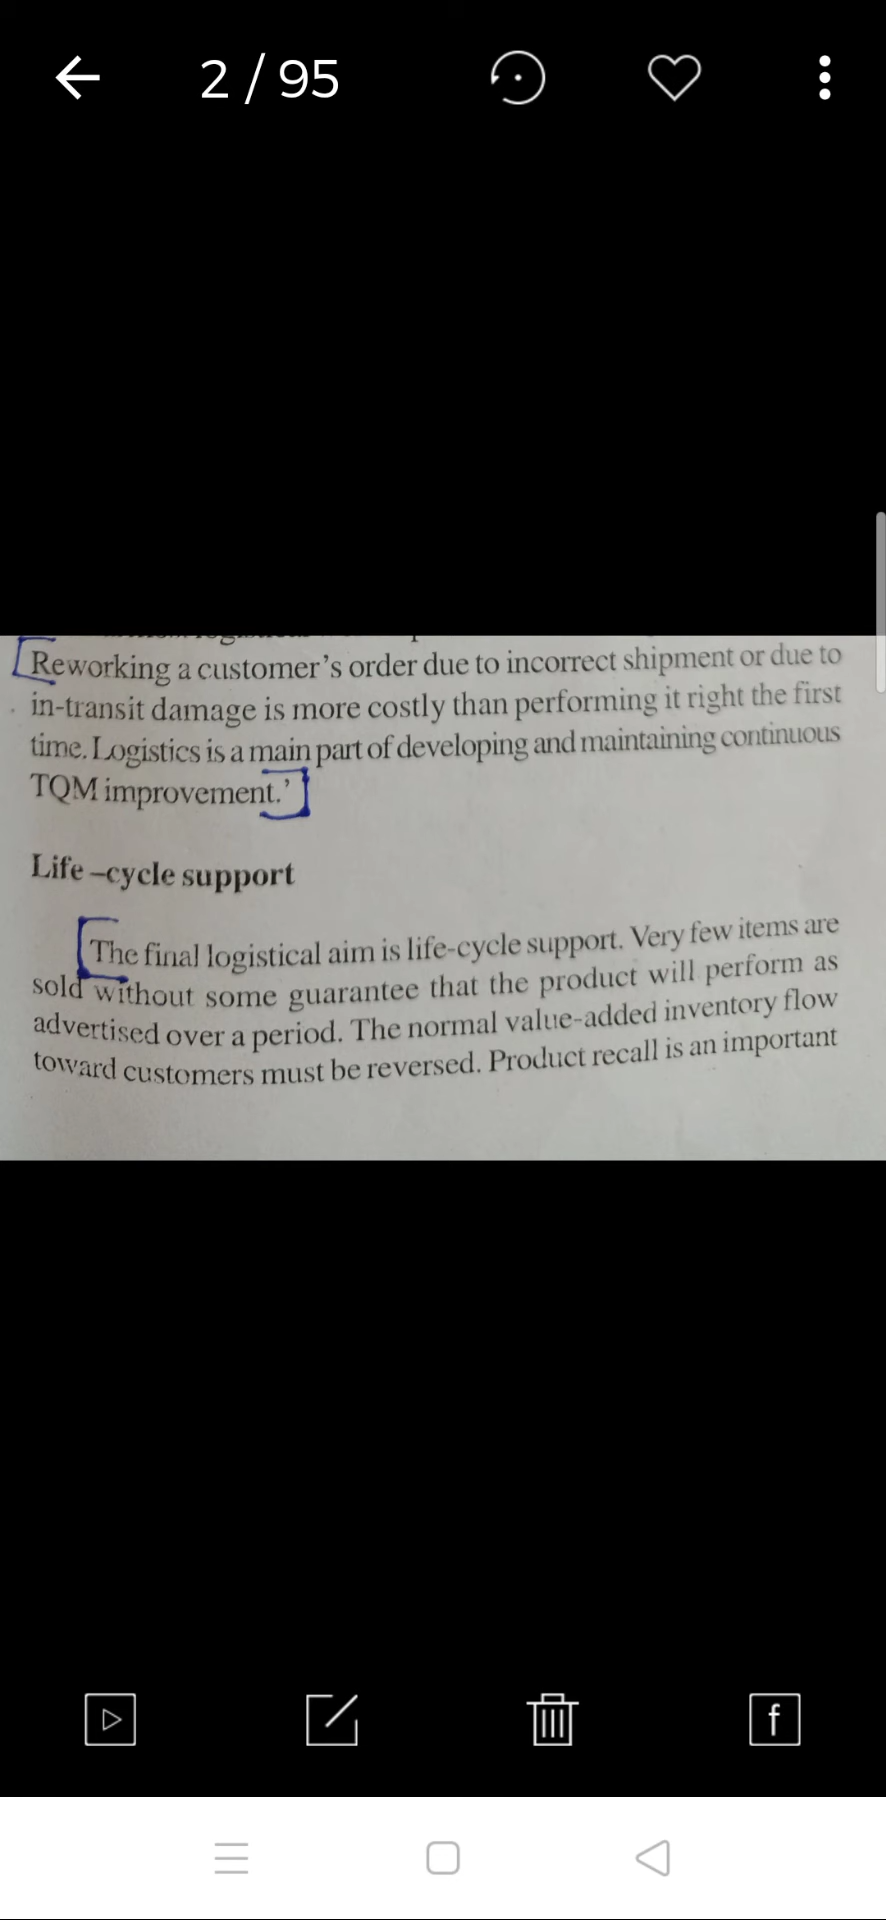 2 / 95
Reworking a customer's order due to incorrect shipment or due to
in-transit damage is more costly than performing it right the first
time. Logistics is a main part of developing and maintaining continuous
TQM improvement.'
Life –cycle support
The final logistical aim is life-cycle support. Very few items are
sold without some guarantee that the product will perform as
advertised over a period. The normal value-added inventory flow
toward customers must be reversed. Product recall is an important
f